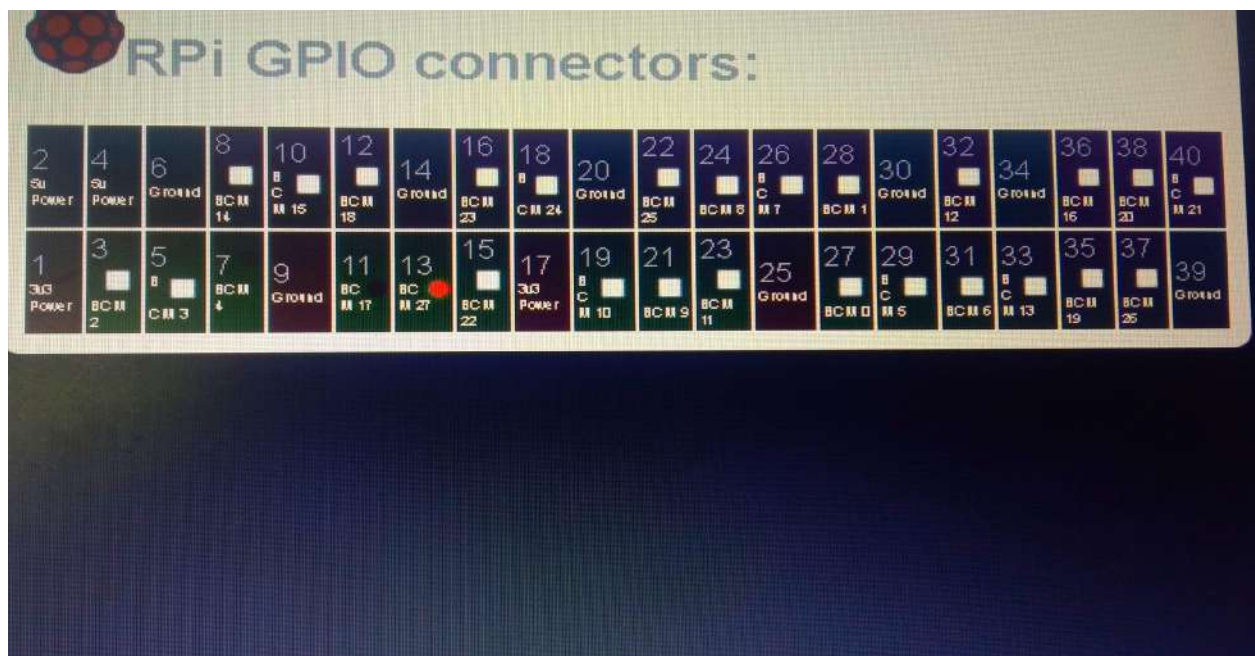 RPi GPIO connectors:
2
5v
Power
4
5v
Power
6
Ground
8
BCM
14
10
B
C
M 15
12
BCM
18
14
Ground
16
BCM
23
18
B
CM 24
20
Ground
22
BCM
25
24
BCM 8
26
B
C
M 7
28
BCM 1
30
Ground
32
BCM
12
34
Ground
36
BCM
16
38
BCM
20
40
B
C
M 21
1
3v3
Power
3
BCM
2
5
B
CM 3
7
BCM
4
9
Ground
11
BC
M 17
13
BC
M 27
15
BCM
22
17
3v3
Power
19
B
C
M 10
21
BCM 9
23
BCM
11
25
Ground
27
BCM 0
29
B
C
M 5
31
BCM 6
33
B
C
M 13
35
BCM
19
37
BCM
26
39
Ground